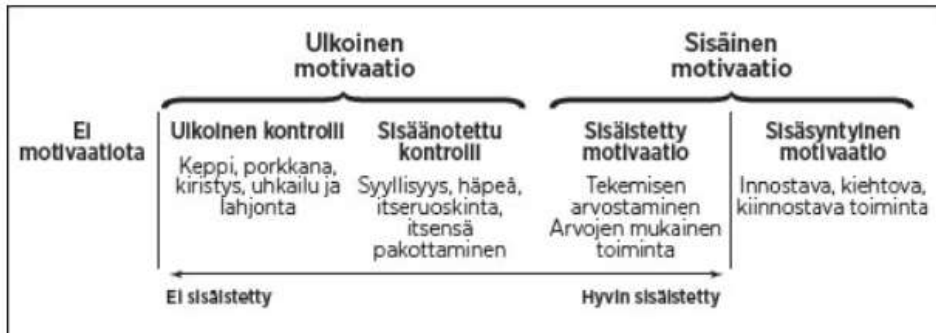 Ulkoinen
motivaatio
Sisäinen
motivaatio
Ei
motivaatiota
Ulkoinen kontrolli
Keppi, porkkana,
kiristys, uhkailu ja
lahjonta
Sisäänotettu
kontrolli
Syyllisyys, häpeä,
itseruoskinta,
itsensä
pakottaminen
Sisäistetty
motivaatio
Tekemisen
arvostaminen
Arvojen mukainen
toiminta
Sisäsyntyinen
motivaatio
Innostava, kiehtova,
kiinnostava toiminta
Ei sisäistetty
Hyvin sisäistetty